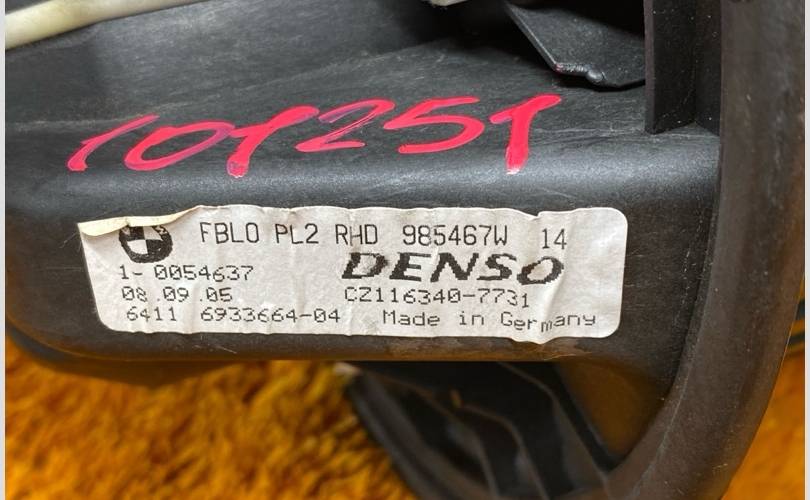 109259
FBLO PL2 RHD 985467W 14
1- 0054637 DENSO
08.09.05 CZ116340-7731
6411 6933664-04 Made in Germany